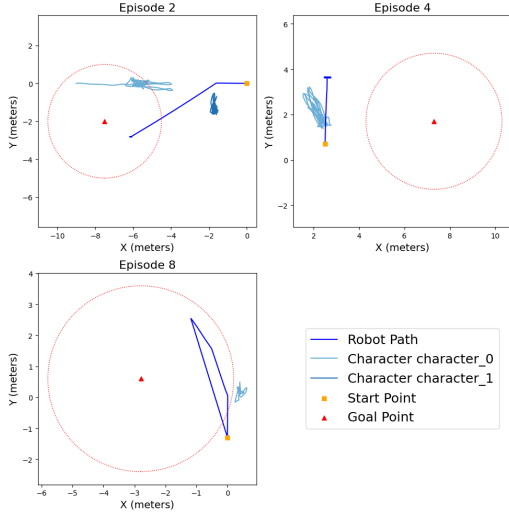 Episode 2
Y (meters)
0
−2
−4
−6
−10
−8
−6
−4
−2
0
X (meters)
Episode 4
Y (meters)
6
4
2
0
−2
2
4
6
8
10
X (meters)
Episode 8
Y (meters)
4
3
2
1
0
−1
−2
−6
−5
−4
−3
−2
−1
0
X (meters)
Robot Path
Character character_0
Character character_1
Start Point
Goal Point